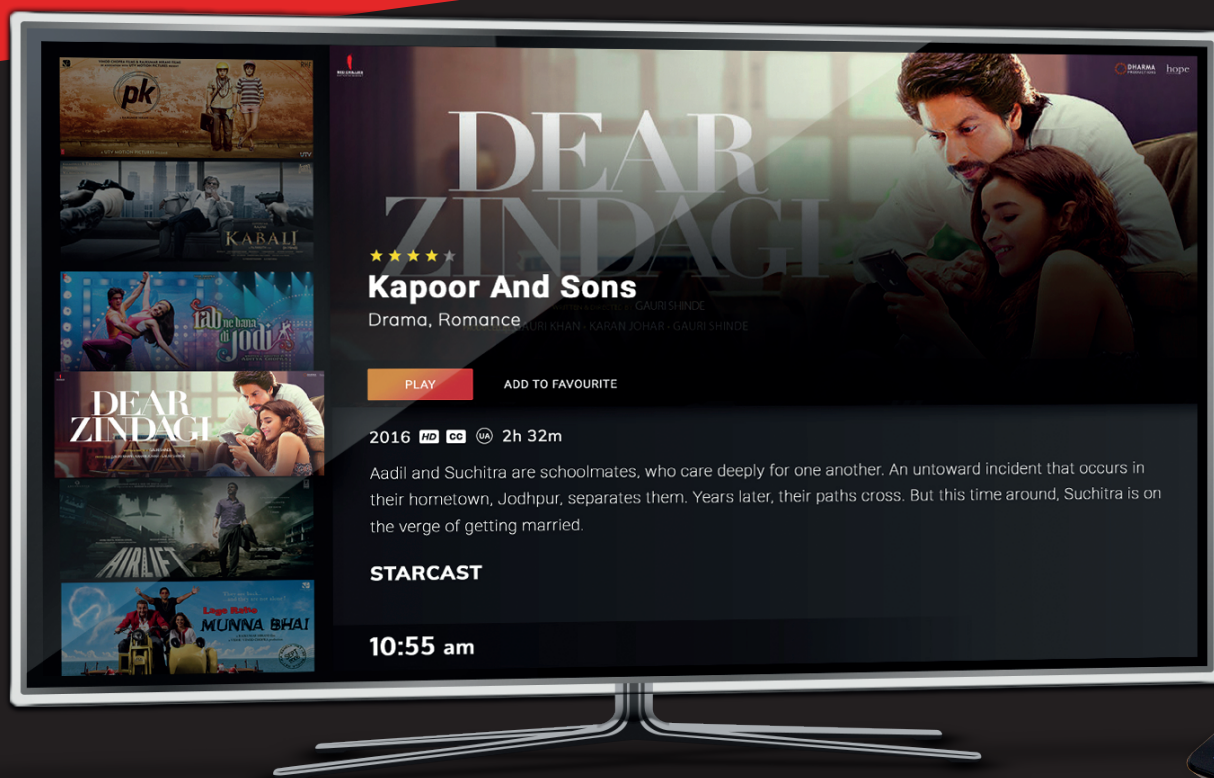 pk
UTV
KABALI
rab ne bana
di jodi
DEAR
ZINDAGI
AIRLIFT
Lage Raho
MUNNA BHAI
DHARMA
PRODUCTIONS
hope
DEAR
ZINDAGI
Kapoor And Sons
GAURI SHINDE
Drama, Romance
GAURI KHAN • KARAN JOHAR • GAURI SHINDE
PLAY
ADD TO FAVOURITE
2016 HD CC UA 2h 32m
Aadil and Suchitra are schoolmates, who care deeply for one another. An untoward incident that occurs in
their hometown, Jodhpur, separates them. Years later, their paths cross. But this time around, Suchitra is on
the verge of getting married.
STARCAST
10:55 am